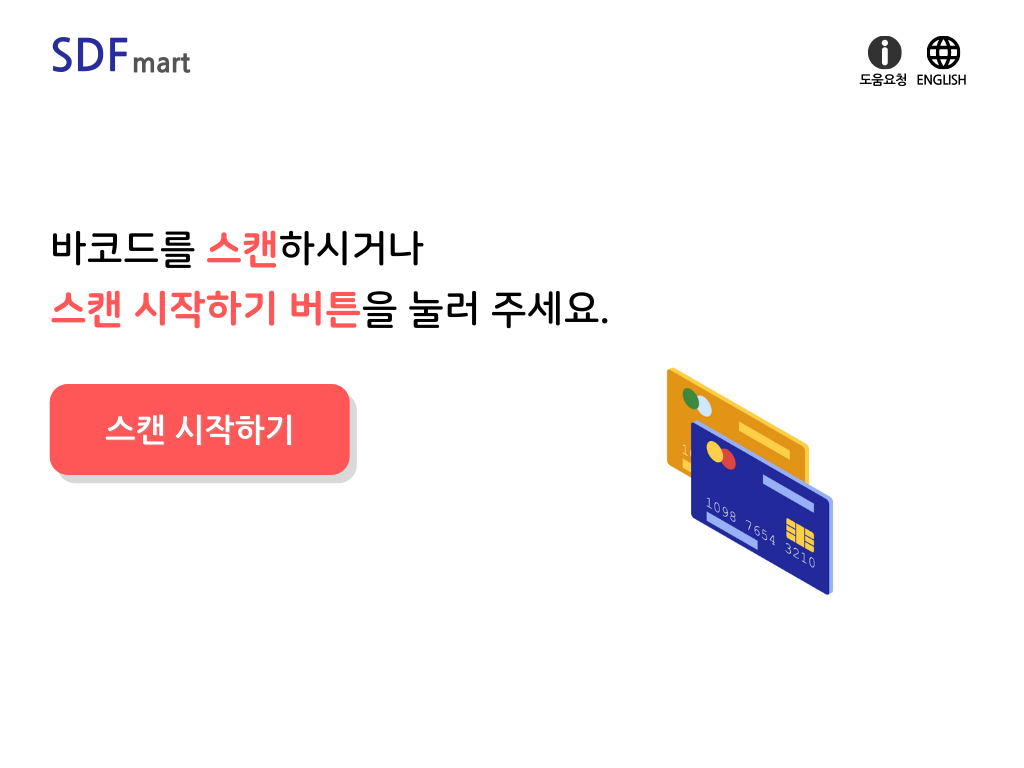 SDF mart
도움요청 ENGLISH
바코드를 스캔하시거나
스캔 시작하기 버튼을 눌러 주세요.
스캔 시작하기
1098 7654 3210